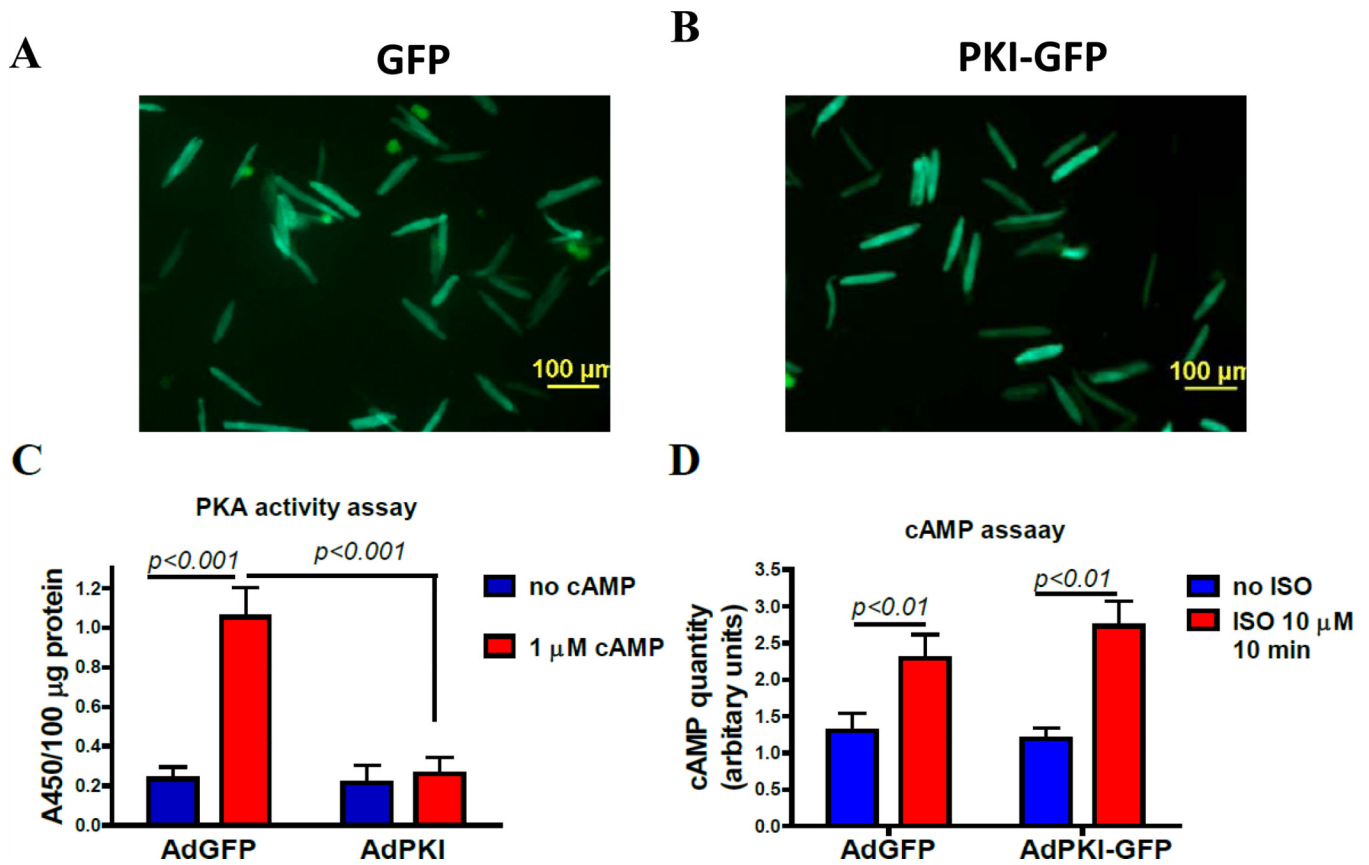 A
GFP
B
PKI-GFP
100 µm
100 µm
C
PKA activity assay
p<0.001
p<0.001
1.2
1.0
0.8
0.6
0.4
0.2
0.0
A450/100 µg protein
AdGFP
AdPKI
no cAMP
1 µM cAMP
D
cAMP assaay
p<0.01
p<0.01
3.5
3.0
2.5
2.0
1.5
1.0
0.5
0.0
cAMP quantity
(arbitary units)
AdGFP
AdPKI-GFP
no ISO
ISO 10 µM
10 min